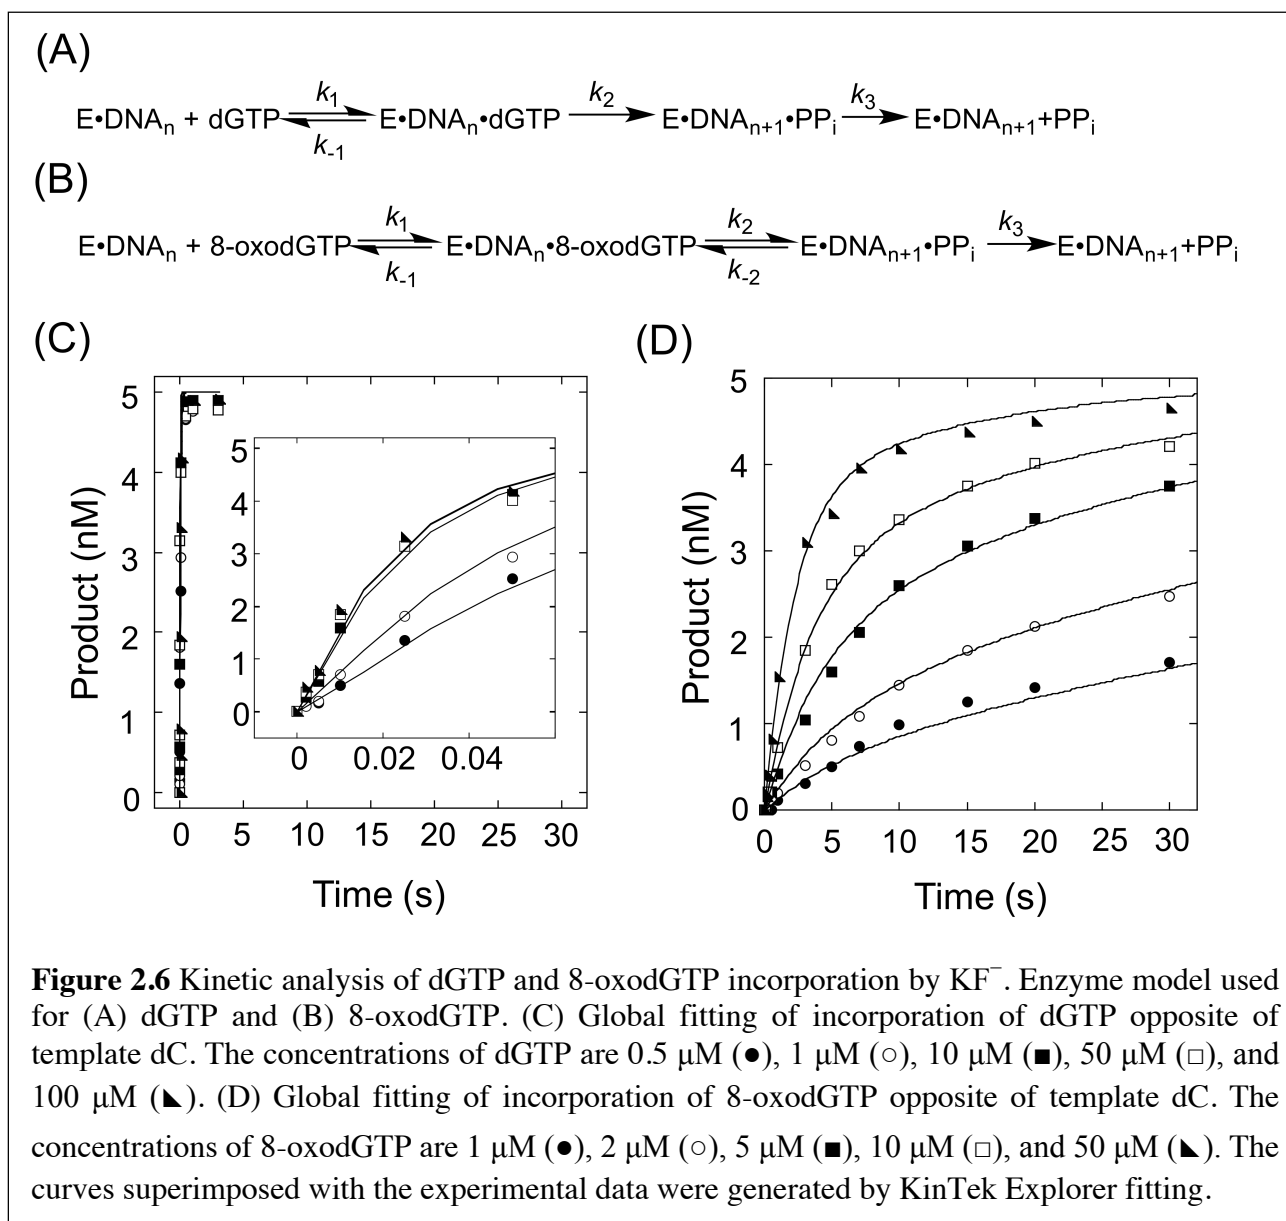 (A)
k1
E•DNAn + dGTP E•DNAn•dGTP k2 E•DNAn+1•PPi k3 E•DNAn+1+PPi
k-1
(B)
k1 k2 k3
E•DNAn + 8-oxodGTP E•DNAn•8-oxodGTP E•DNAn+1•PPi E•DNAn+1+PPi
k-1 k-2
(C)
Product (nM)
5
4
3
2
1
0
5
4
3
2
1
0
0 0.02 0.04
0 10 15 20 25 30
Time (s)
(D)
Product (nM)
5
4
3
2
1
0
0 5 10 15 20 25 30
Time (s)
Figure 2.6 Kinetic analysis of dGTP and 8-oxodGTP incorporation by KF⁻. Enzyme model used
for (A) dGTP and (B) 8-oxodGTP. (C) Global fitting of incorporation of dGTP opposite of
template dC. The concentrations of dGTP are 0.5 μM (●), 1 μM (○), 10 μM (■), 50 μM (□), and
100 μM (◣). (D) Global fitting of incorporation of 8-oxodGTP opposite of template dC. The
concentrations of 8-oxodGTP are 1 μM (●), 2 μM (○), 5 μM (■), 10 μM (□), and 50 μM (◣). The
curves superimposed with the experimental data were generated by KinTek Explorer fitting.